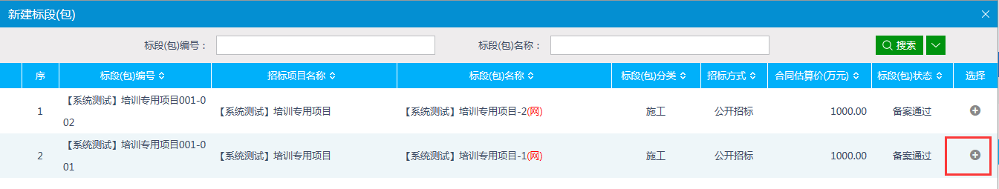 新建标段(包)
标段(包)编号： 标段(包)名称： 搜索
序 标段(包)编号 招标项目名称 标段(包)名称 标段(包)分类 招标方式 合同估算价(万元) 标段(包)状态 选择
1 【系统测试】培训专用项目001-0
02 【系统测试】培训专用项目 【系统测试】培训专用项目-2(网) 施工 公开招标 1000.00 备案通过
2 【系统测试】培训专用项目001-0
01 【系统测试】培训专用项目 【系统测试】培训专用项目-1(网) 施工 公开招标 1000.00 备案通过